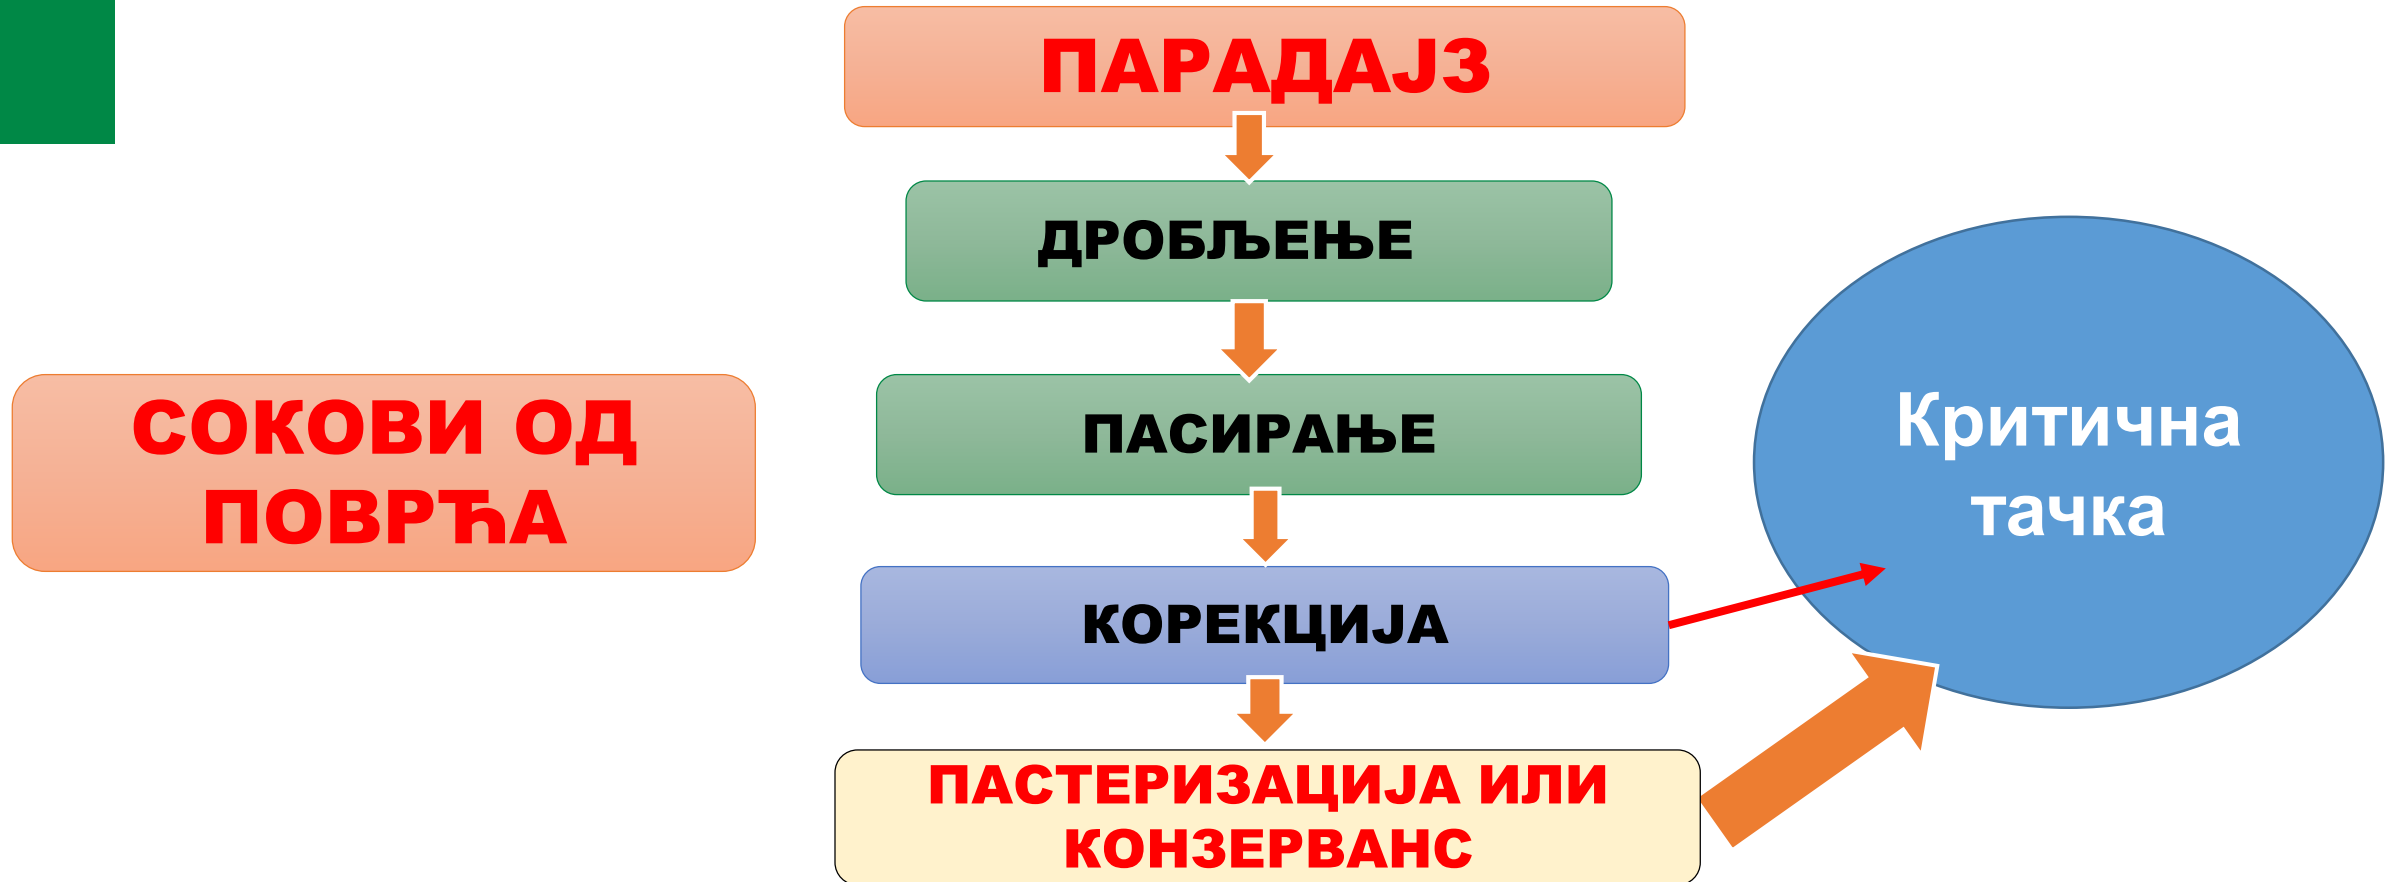 ПАРАДАЈЗ
ДРОБЉЕЊЕ
СОКОВИ ОД
ПОВРЋА
ПАСИРАЊЕ
Критична
тачка
КОРЕКЦИЈА
ПАСТЕРИЗАЦИЈА ИЛИ
КОНЗЕРВАНС